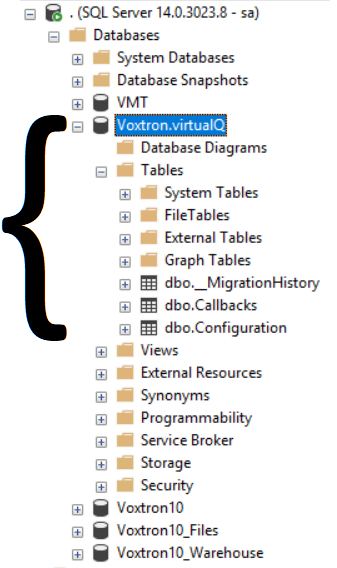 . (SQL Server 14.0.3023.8 - sa)
Databases
System Databases
Database Snapshots
VMT
Voxtron.virtualQ
Database Diagrams
Tables
System Tables
FileTables
External Tables
Graph Tables
dbo.__MigrationHistory
dbo.Callbacks
dbo.Configuration
Views
External Resources
Synonyms
Programmability
Service Broker
Storage
Security
Voxtron10
Voxtron10_Files
Voxtron10_Warehouse